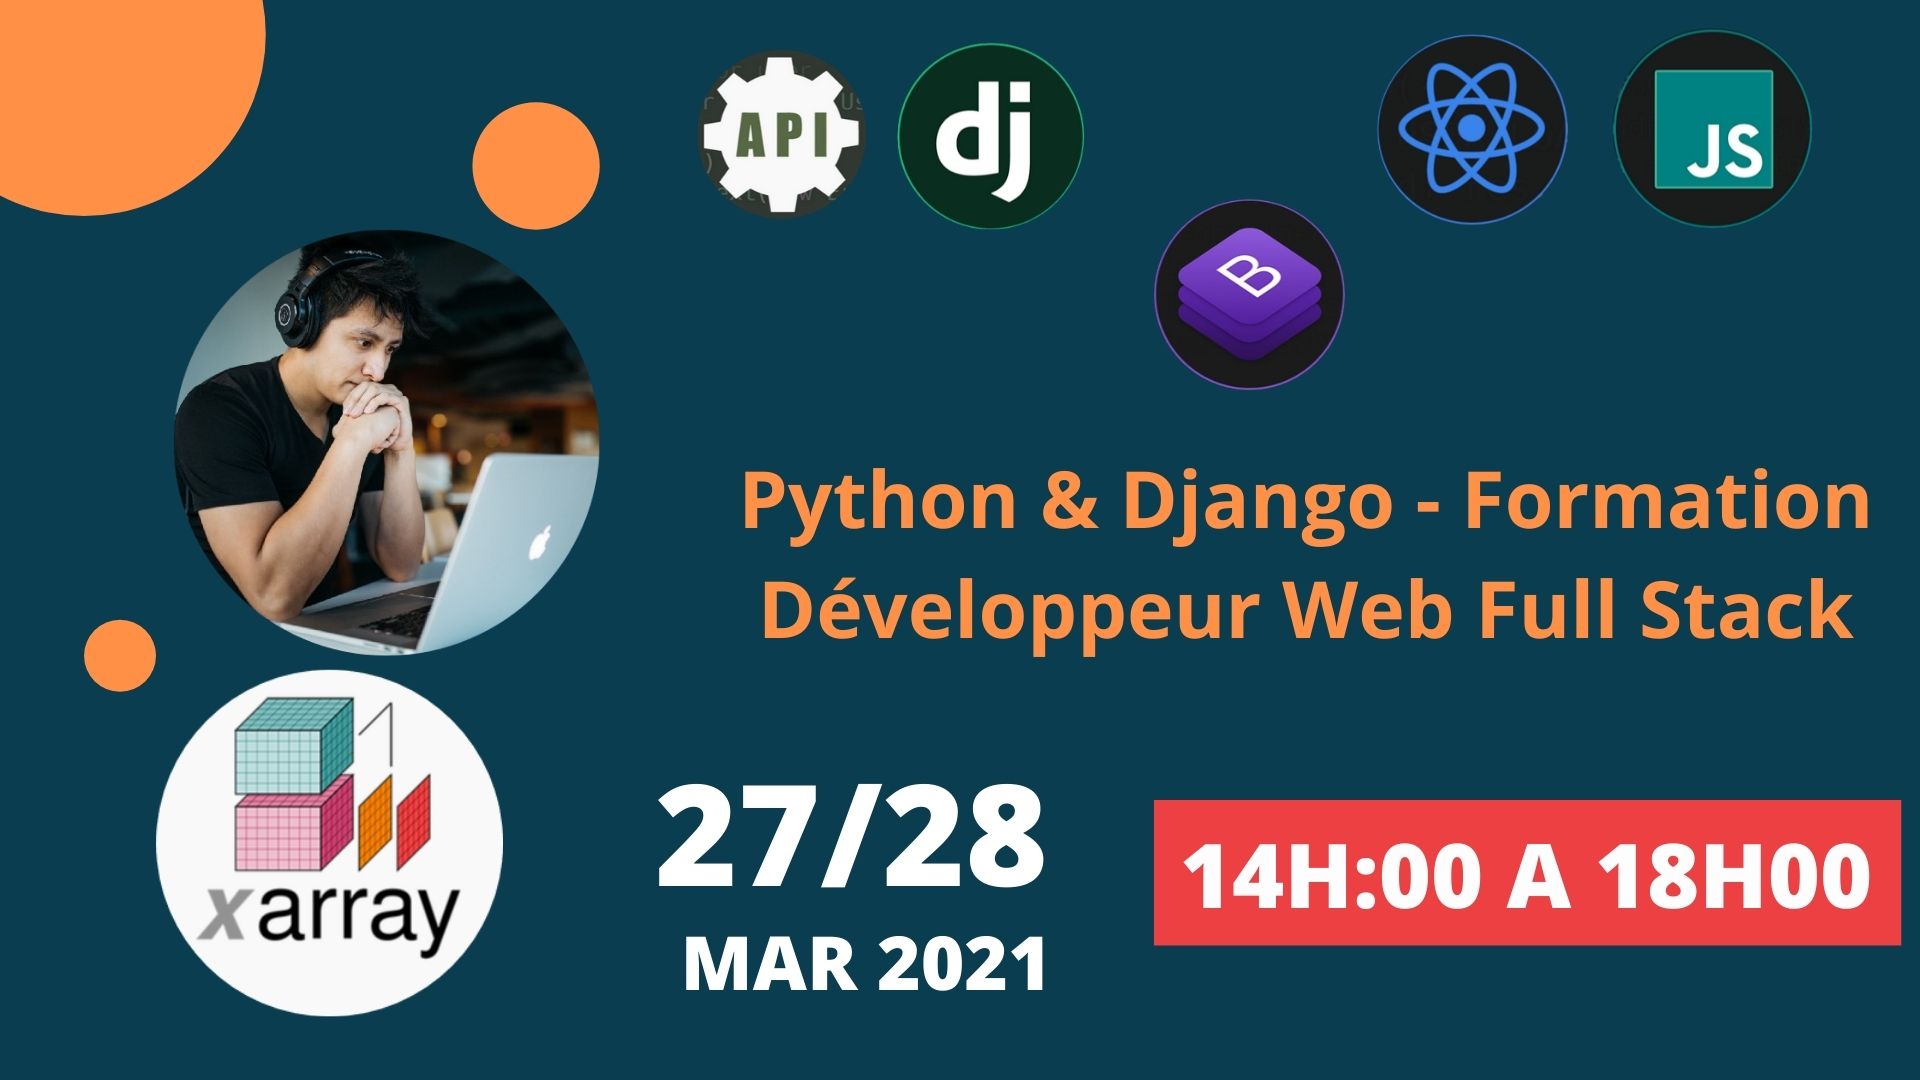 API
dj
JS
B
Python & Django - Formation
Développeur Web Full Stack
27/28
MAR 2021
14H:00 A 18H00
xarray